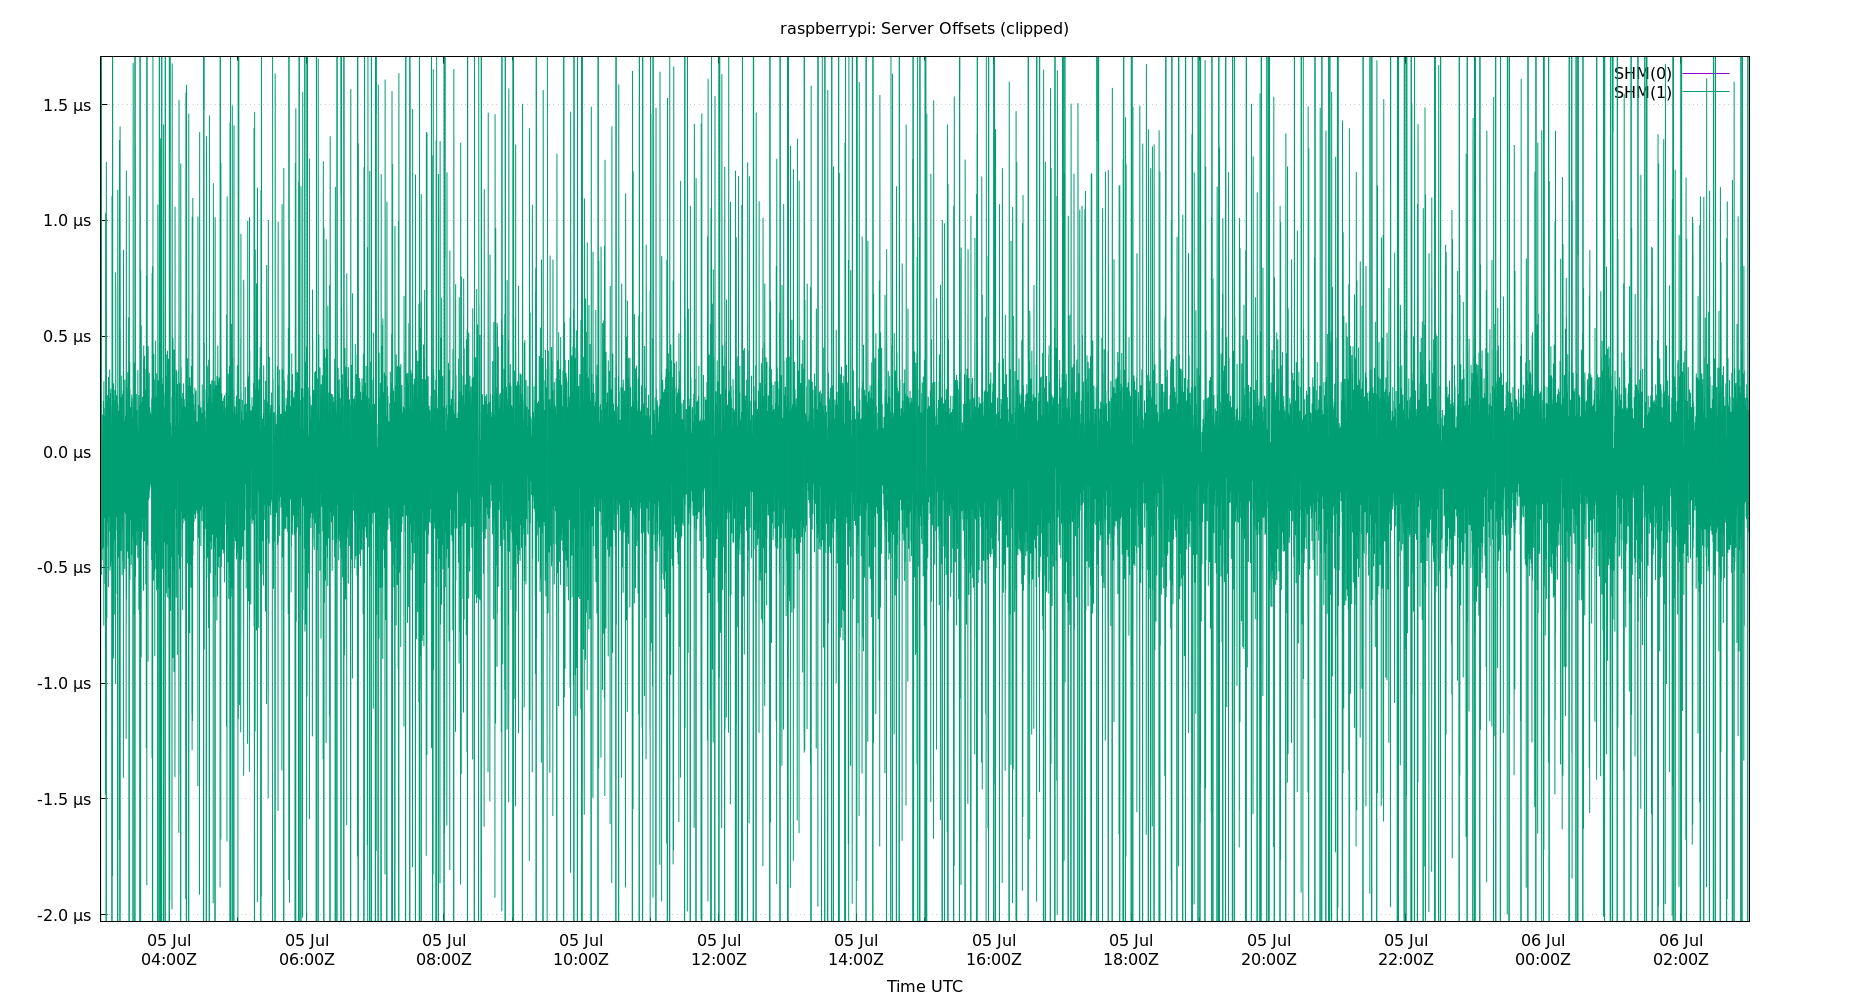 raspberrypi: Server Offsets (clipped)
SHM(0)
SHM(1)
1.5 µs
1.0 µs
0.5 µs
0.0 µs
-0.5 µs
-1.0 µs
-1.5 µs
-2.0 µs
05 Jul 05 Jul 05 Jul 05 Jul 05 Jul 05 Jul 05 Jul 05 Jul 05 Jul 05 Jul 06 Jul 06 Jul
04:00Z 06:00Z 08:00Z 10:00Z 12:00Z 14:00Z 16:00Z 18:00Z 20:00Z 22:00Z 00:00Z 02:00Z
Time UTC